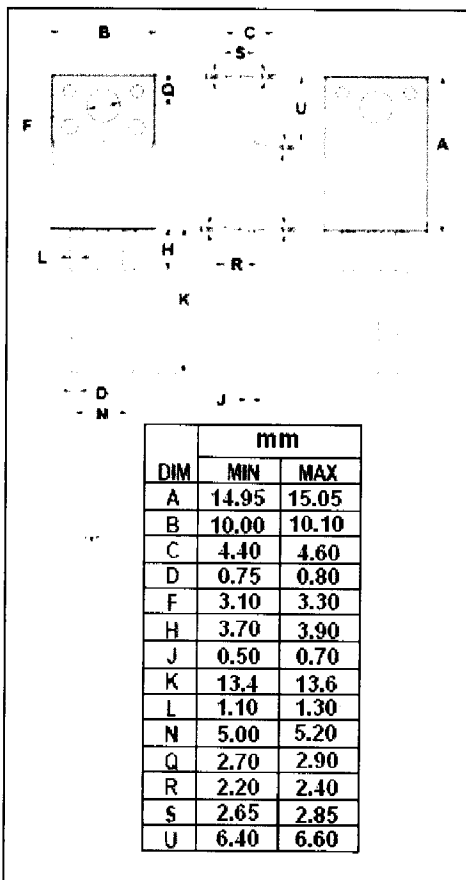 B
C
S
Q
U
F
A
H
L
R
K
D
J
N
mm
DIM MIN MAX
A 14.95 15.05
B 10.00 10.10
C 4.40 4.60
D 0.75 0.80
F 3.10 3.30
H 3.70 3.90
J 0.50 0.70
K 13.4 13.6
L 1.10 1.30
N 5.00 5.20
Q 2.70 2.90
R 2.20 2.40
S 2.65 2.85
U 6.40 6.60